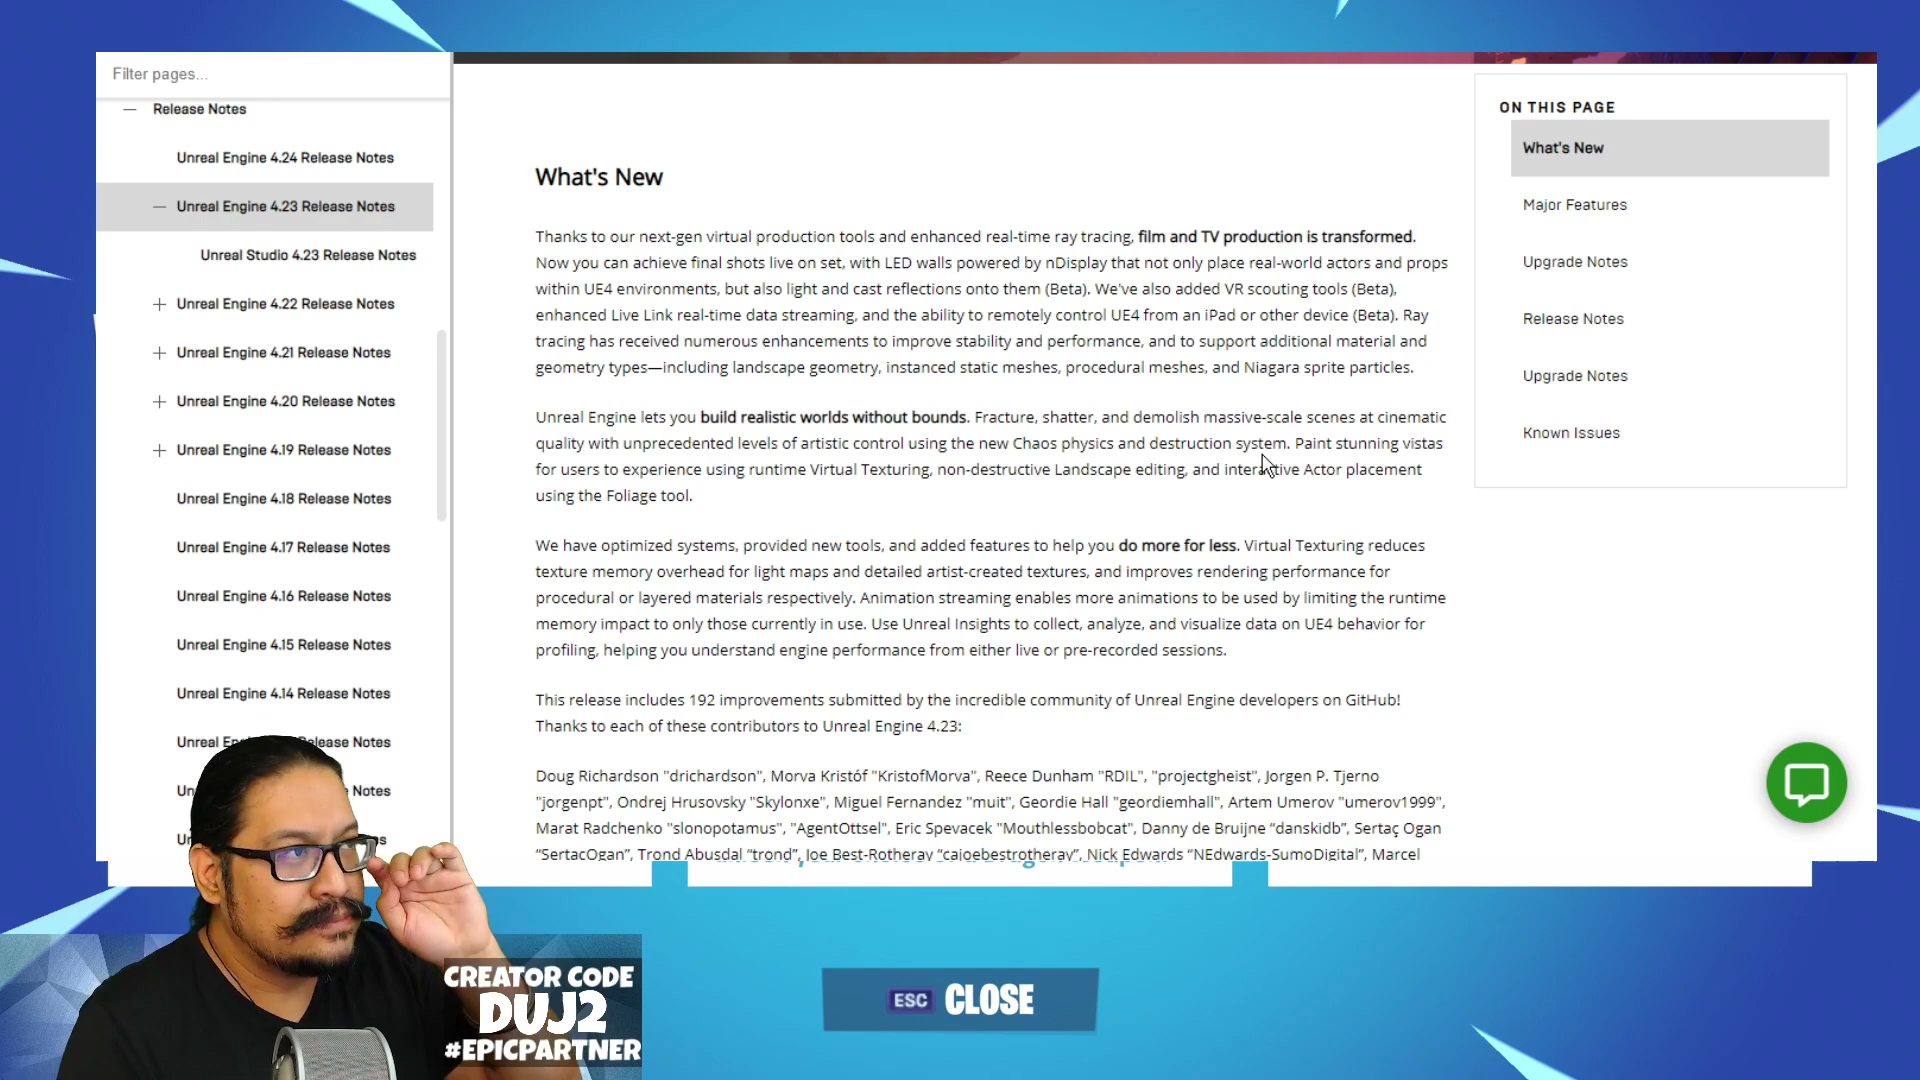 Filter pages...
Release Notes
Unreal Engine 4.24 Release Notes
Unreal Engine 4.23 Release Notes
Unreal Studio 4.23 Release Notes
Unreal Engine 4.22 Release Notes
Unreal Engine 4.21 Release Notes
Unreal Engine 4.20 Release Notes
Unreal Engine 4.19 Release Notes
Unreal Engine 4.18 Release Notes
Unreal Engine 4.17 Release Notes
Unreal Engine 4.16 Release Notes
Unreal Engine 4.15 Release Notes
Unreal Engine 4.14 Release Notes
Release Notes
Notes
What's New
Thanks to our next-gen virtual production tools and enhanced real-time ray tracing, film and TV production is transformed.
Now you can achieve final shots live on set, with LED walls powered by nDisplay that not only place real-world actors and props
within UE4 environments, but also light and cast reflections onto them (Beta). We've also added VR scouting tools (Beta),
enhanced Live Link real-time data streaming, and the ability to remotely control UE4 from an iPad or other device (Beta). Ray
tracing has received numerous enhancements to improve stability and performance, and to support additional material and
geometry types—including landscape geometry, instanced static meshes, procedural meshes, and Niagara sprite particles.
Unreal Engine lets you build realistic worlds without bounds. Fracture, shatter, and demolish massive-scale scenes at cinematic
quality with unprecedented levels of artistic control using the new Chaos physics and destruction system. Paint stunning vistas
for users to experience using runtime Virtual Texturing, non-destructive Landscape editing, and interactive Actor placement
using the Foliage tool.
We have optimized systems, provided new tools, and added features to help you do more for less. Virtual Texturing reduces
texture memory overhead for light maps and detailed artist-created textures, and improves rendering performance for
procedural or layered materials respectively. Animation streaming enables more animations to be used by limiting the runtime
memory impact to only those currently in use. Use Unreal Insights to collect, analyze, and visualize data on UE4 behavior for
profiling, helping you understand engine performance from either live or pre-recorded sessions.
This release includes 192 improvements submitted by the incredible community of Unreal Engine developers on GitHub!
Thanks to each of these contributors to Unreal Engine 4.23:
Doug Richardson "drichardson", Morva Kristóf "KristofMorva", Reece Dunham "RDIL", "projectgheist", Jorgen P. Tjerno
"jorgenpt", Ondrej Hrusovsky "Skylonxe", Miguel Fernandez "muit", Geordie Hall "geordiemhall", Artem Umerov "umerov1999",
Marat Radchenko "slonopotamus", "AgentOttsel", Eric Spevacek "Mouthlessbobcat", Danny de Bruijne “danskidb”, Sertaç Ogan
“SertacOgan”, Trond Abusdal “trond”, Joe Best-Rotheray “cajoebestrotheray”, Nick Edwards “NEdwards-SumoDigital”, Marcel
ON THIS PAGE
What's New
Major Features
Upgrade Notes
Release Notes
Upgrade Notes
Known Issues
CREATOR CODE
DUJ2
#EPICPARTNER
ESC CLOSE